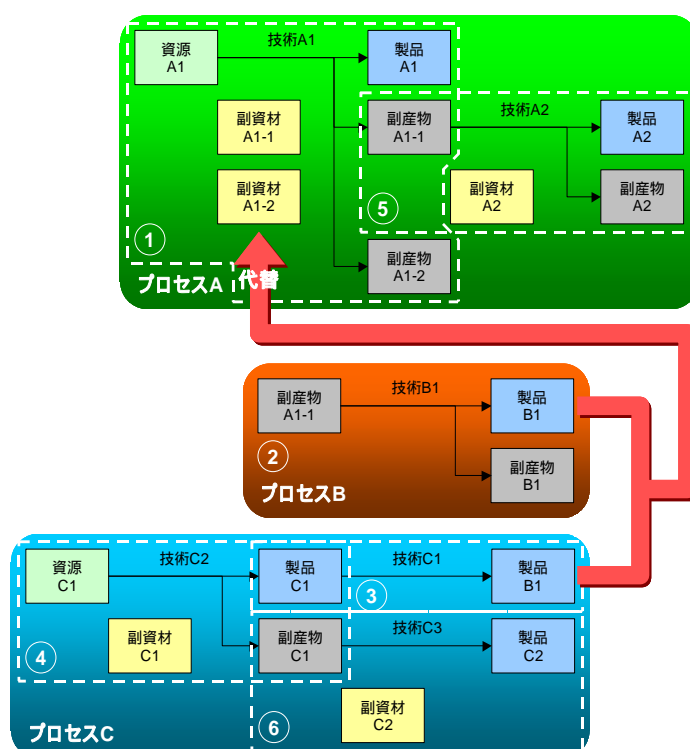 資源
A1
技術A1
製品
A1
副資材
A1-1
副産物
A1-1
技術A2
製品
A2
副資材
A1-2
副資材
A2
副産物
A2
5
1
副産物
A1-2
プロセスA
代替
副産物
A1-1
技術B1
製品
B1
2
副産物
B1
プロセスB
資源
C1
技術C2
製品
C1
技術C1
製品
B1
3
副資材
C1
副産物
C1
技術C3
製品
C2
4
副資材
C2
6
プロセスC